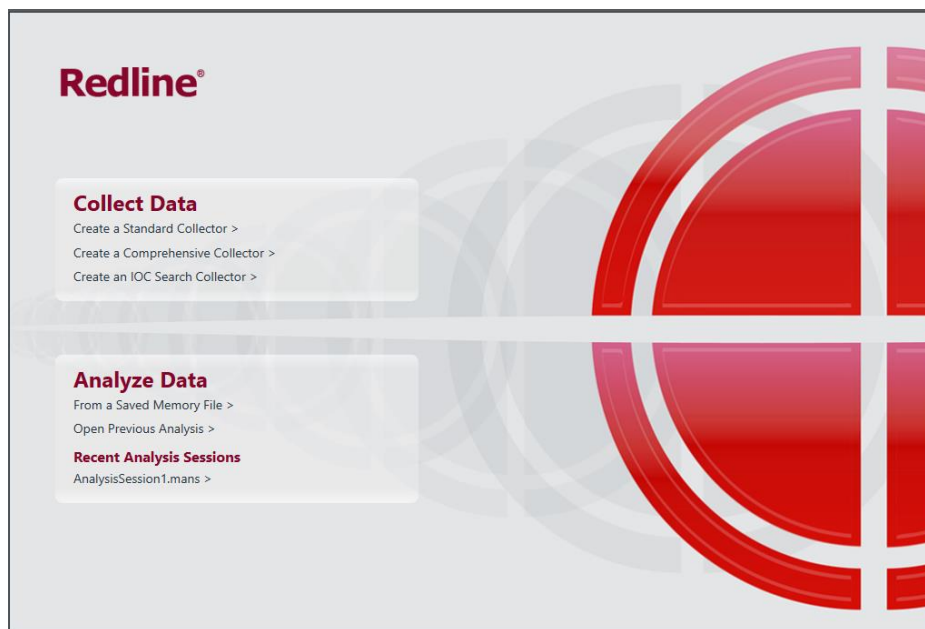 Redline®
Collect Data
Create a Standard Collector >
Create a Comprehensive Collector >
Create an IOC Search Collector >
Analyze Data
From a Saved Memory File >
Open Previous Analysis >
Recent Analysis Sessions
AnalysisSession1.mans >